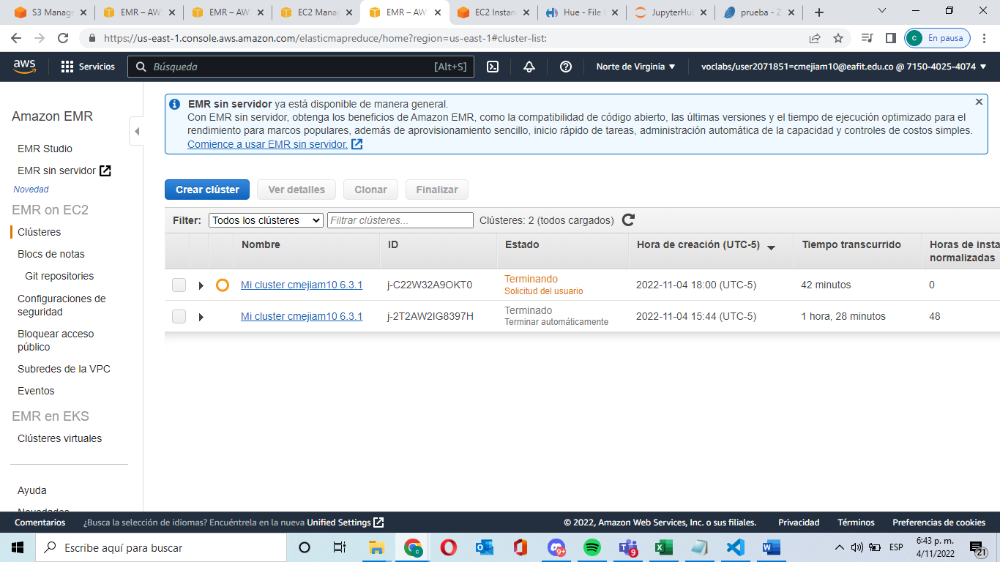 S3 Manage
EMR – AWS
EMR – AWS
EC2 Manag
EMR – AWS
EC2 Instan
Hue - File
JupyterHub
prueba - Z
https://us-east-1.console.aws.amazon.com/elasticmapreduce/home?region=us-east-1#cluster-list:
c
En pausa
aws
Servicios
Búsqueda
[Alt+S]
Norte de Virginia
voclabs/user2071851=cmejiam10@eafit.edu.co @ 7150-4025-4074
Amazon EMR
EMR Studio
EMR sin servidor
Novedad
EMR on EC2
Clústeres
Blocs de notas
Git repositories
Configuraciones de
seguridad
Bloquear acceso
público
Subredes de la VPC
Eventos
EMR en EKS
Clústeres virtuales
Ayuda
Novedades
EMR sin servidor ya está disponible de manera general.
Con EMR sin servidor, obtenga los beneficios de Amazon EMR, como la compatibilidad de código abierto, las últimas versiones y el tiempo de ejecución optimizado para el
rendimiento para marcos populares, además de aprovisionamiento sencillo, inicio rápido de tareas, administración automática de la capacidad y controles de costos simples.
Comience a usar EMR sin servidor.
Crear clúster
Ver detalles
Clonar
Finalizar
Filter:
Todos los clústeres
Filtrar clústeres...
Clústeres: 2 (todos cargados)
Nombre
ID
Estado
Hora de creación (UTC-5)
Tiempo transcurrido
Horas de insta
normalizadas
Mi cluster cmejiam10 6.3.1
j-C22W32A9OKT0
Terminando
Solicitud del usuario
2022-11-04 18:00 (UTC-5)
42 minutos
0
Mi cluster cmejiam10 6.3.1
j-2T2AW2IG8397H
Terminado
Terminar automáticamente
2022-11-04 15:44 (UTC-5)
1 hora, 28 minutos
48
Comentarios
¿Busca la selección de idiomas? Encuéntrela en la nueva Unified Settings
© 2022, Amazon Web Services, Inc. o sus filiales.
Privacidad
Términos
Preferencias de cookies
Escribe aquí para buscar
c
9+
9
ESP
6:43 p. m.
4/11/2022
21